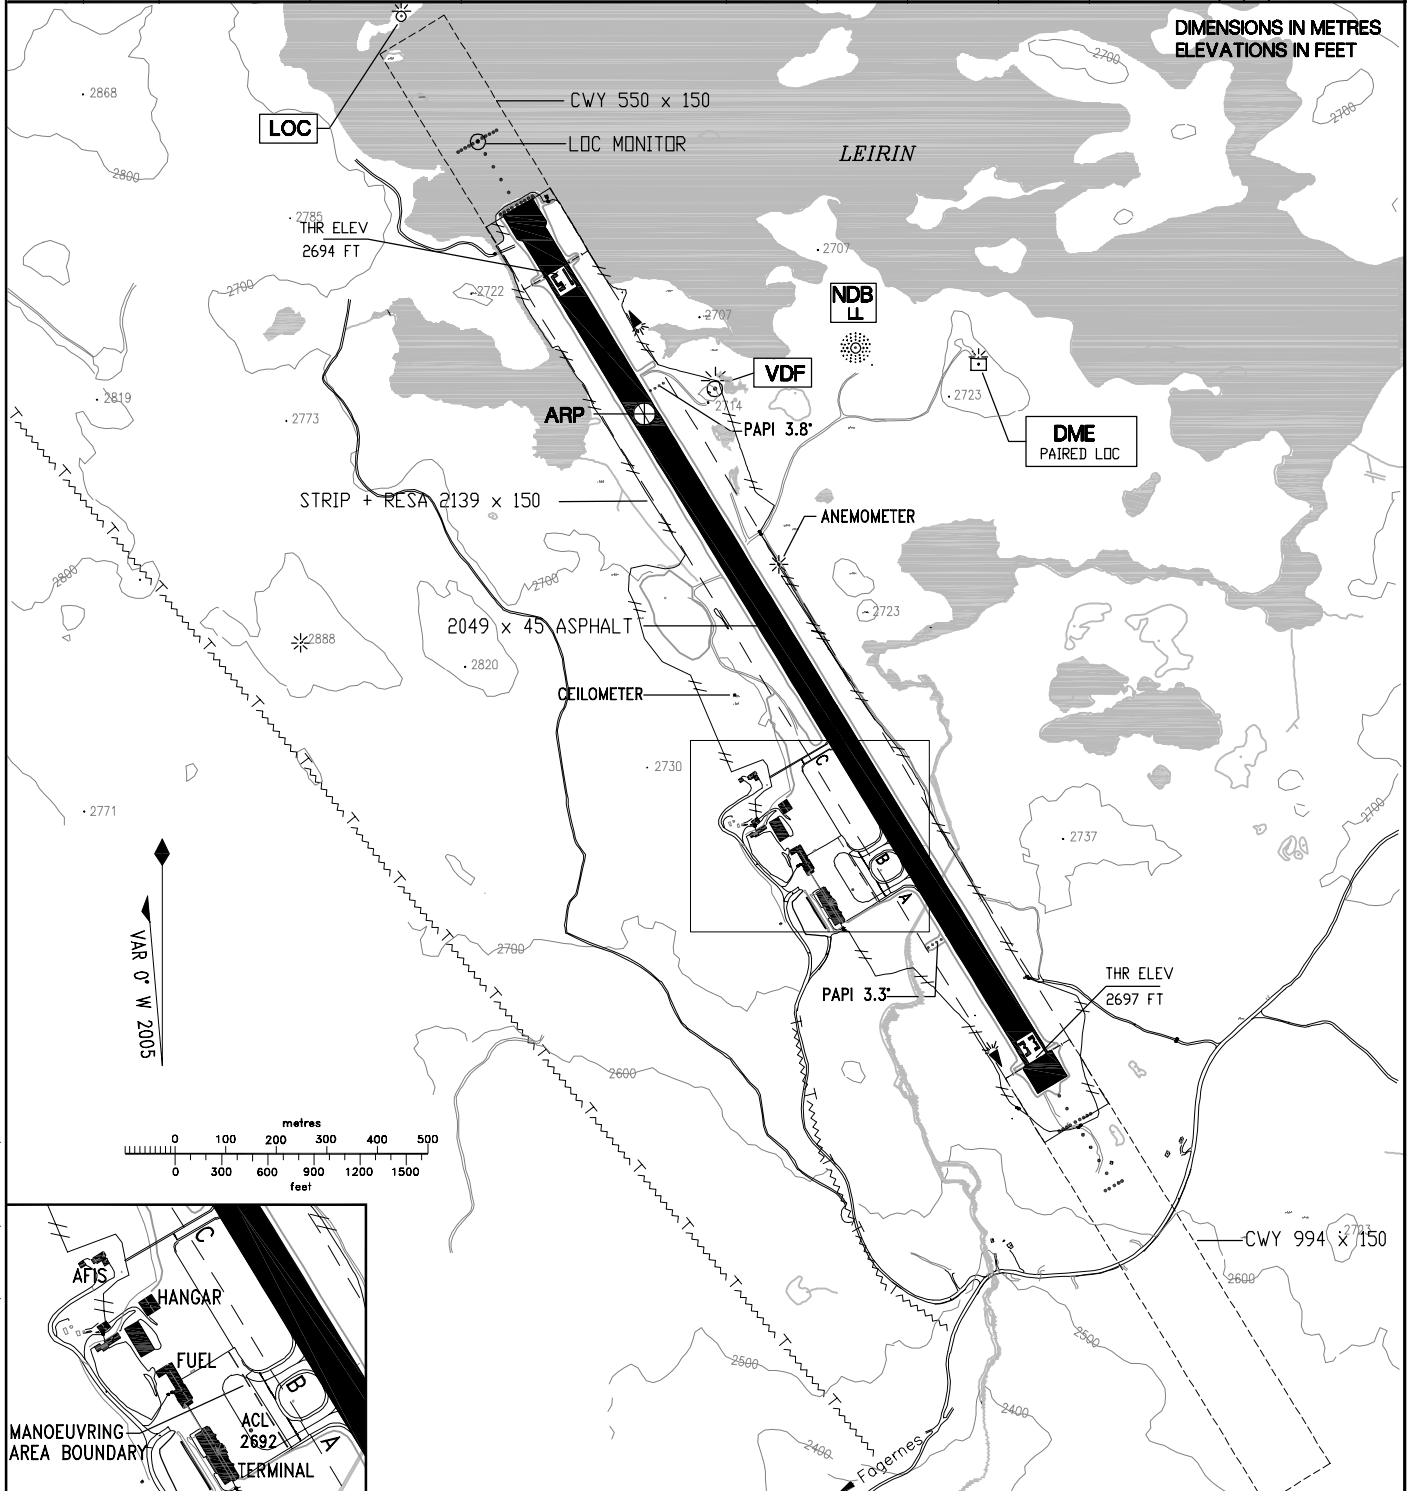 DIMENSIONS IN METRES
ELEVATIONS IN FEET
2700
2868
CWY 550 x 150
2700
LOC
LOC MONITOR
LEIRIN
2800
2785
THR ELEV
2694 FT
2707
2700
2722
NDB
LL
15
2707
VDF
2819
2773
2723
2714
ARP
PAPI 3.8°
DME
PAIRED LOC
STRIP + RESA 2139 x 150
ANEMOMETER
2800
2700
2723
2888
2049 x 45 ASPHALT
2820
CEILOMETER
2730
C
2771
2700
2737
B
A
VAR 0° W 2005
2700
THR ELEV
2697 FT
PAPI 3.3°
33
2600
metres
0 100 200 300 400 500
0 300 600 900 1200 1500
feet
2723
CWY 994 x 150
2600
C
AFIS
HANGAR
2500
2500
FUEL
B
ACL
2692
A
MANOEUVRING
AREA BOUNDARY
TERMINAL
2400
2400
Fagernes